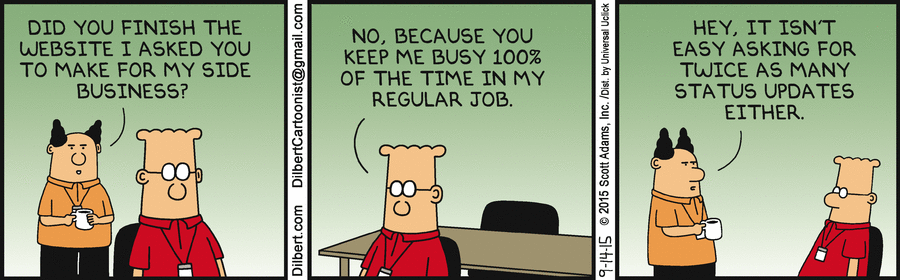 DID YOU FINISH THE
WEBSITE I ASKED YOU
TO MAKE FOR MY SIDE
BUSINESS?
Dilbert.com DilbertCartoonist@gmail.com
NO, BECAUSE YOU
KEEP ME BUSY 100%
OF THE TIME IN MY
REGULAR JOB.
9-14-15 © 2015 Scott Adams, Inc. /Dist. by Universal Uclick
HEY, IT ISN'T
EASY ASKING FOR
TWICE AS MANY
STATUS UPDATES
EITHER.